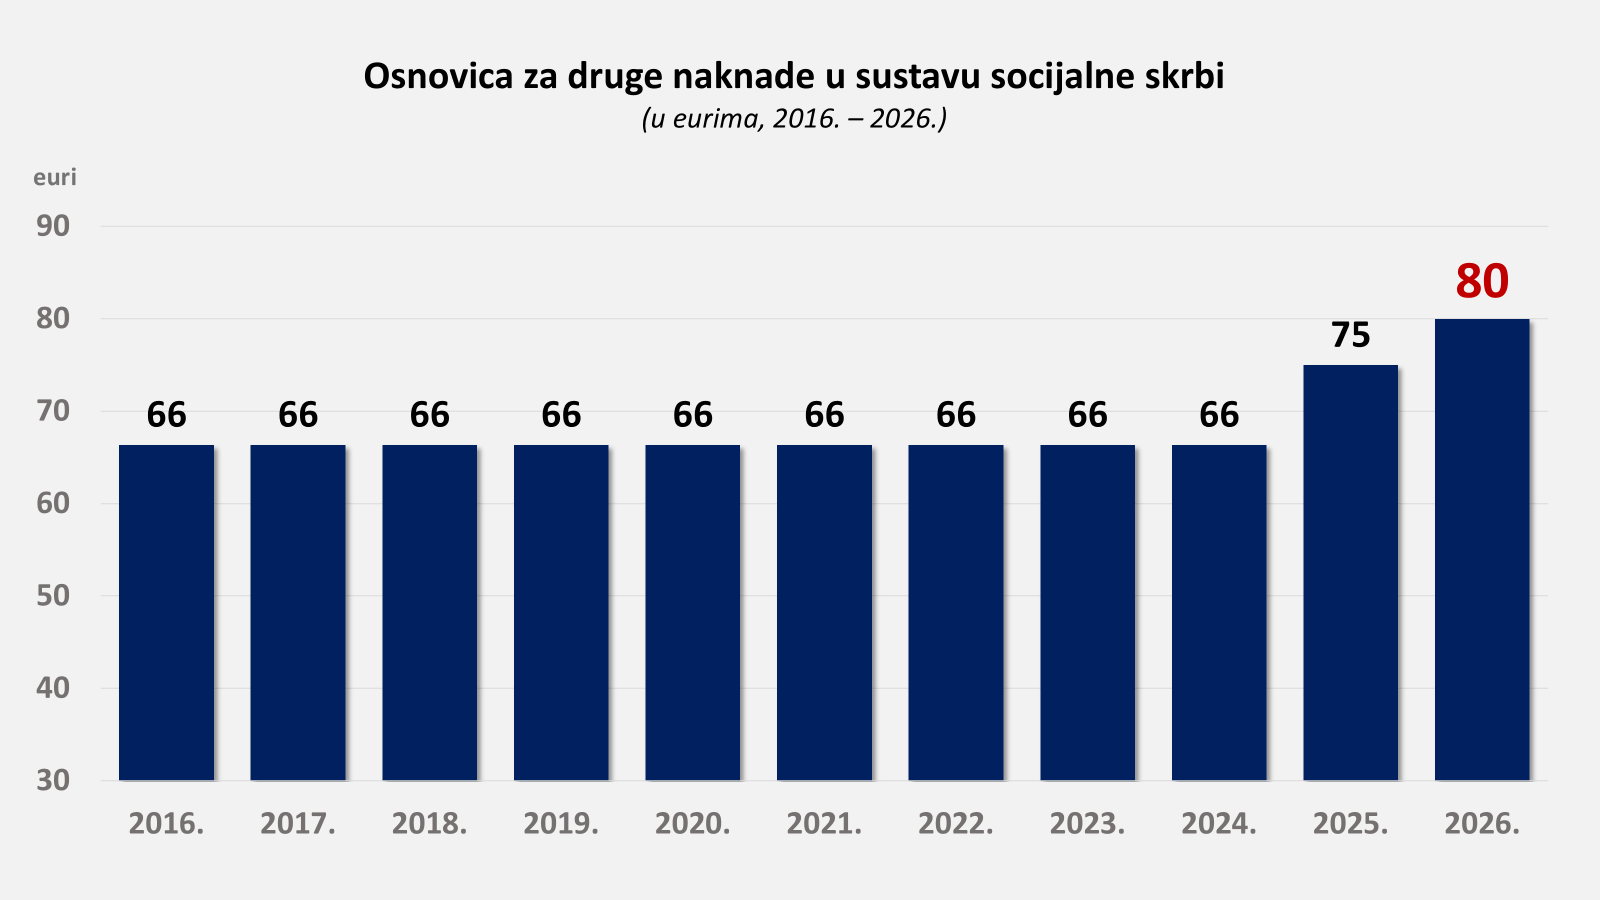 Osnovica za druge naknade u sustavu socijalne skrbi
(u eurima, 2016. – 2026.)
euri
90
80
70
60
50
40
30
66 66 66 66 66 66 66 66 66 75 80
2016. 2017. 2018. 2019. 2020. 2021. 2022. 2023. 2024. 2025. 2026.